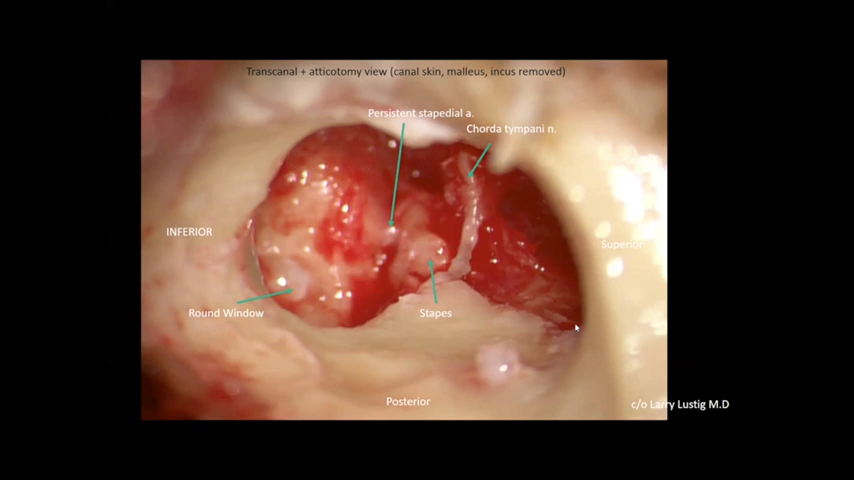 Transcanal + atticotomy view (canal skin, malleus, incus removed)
Persistent stapedial a.
Chorda tympani n.
INFERIOR
Superior
Round Window
Stapes
Posterior
c/o Larry Lustig M.D